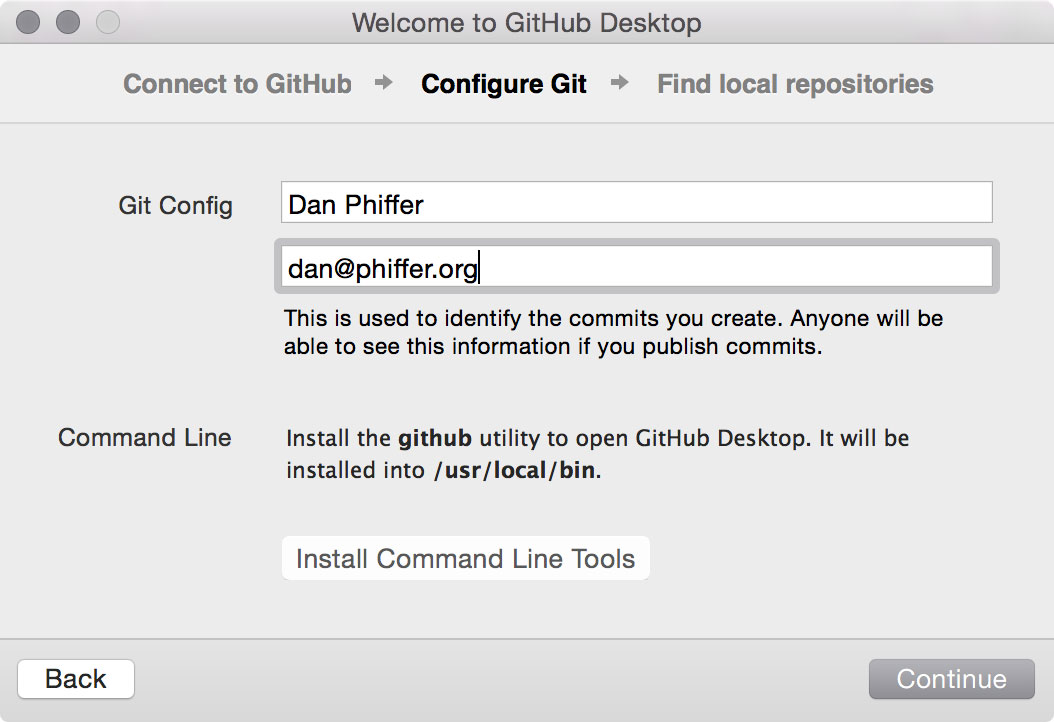 Welcome to GitHub Desktop
Connect to GitHub → Configure Git → Find local repositories
Git Config Dan Phiffer
dan@phiffer.org
This is used to identify the commits you create. Anyone will be
able to see this information if you publish commits.
Command Line Install the github utility to open GitHub Desktop. It will be
installed into /usr/local/bin.
Install Command Line Tools
Back Continue